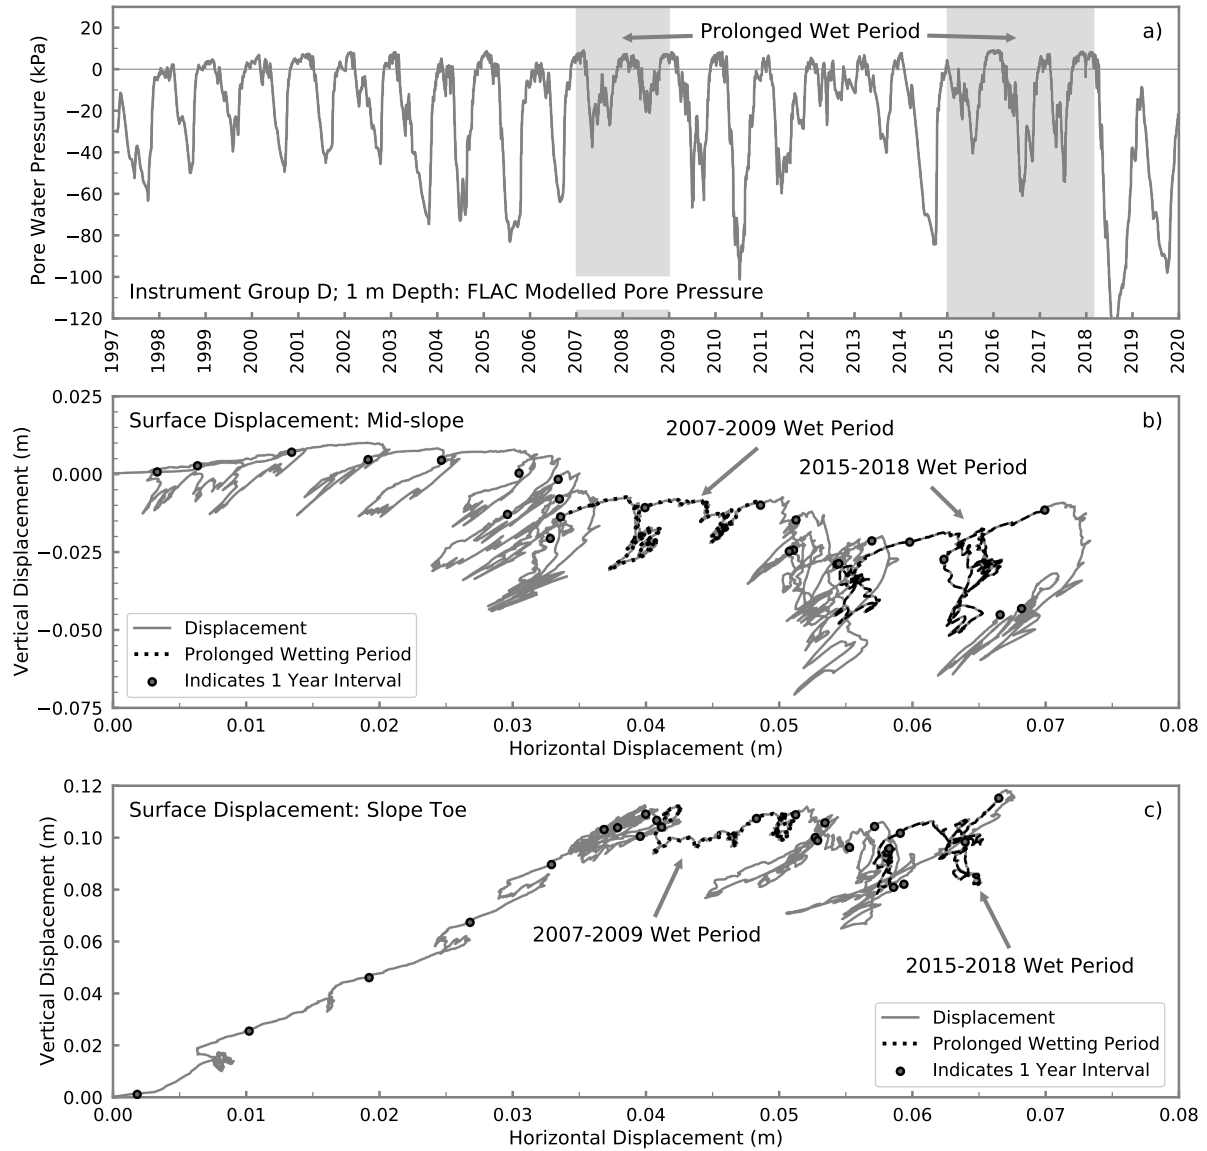 20
0
−20
−40
−60
−80
−100
−120
Pore Water Pressure (kPa)
Prolonged Wet Period
a)
Instrument Group D; 1 m Depth: FLAC Modelled Pore Pressure
1997 1998 1999 2000 2001 2002 2003 2004 2005 2006 2007 2008 2009 2010 2011 2012 2013 2014 2015 2016 2017 2018 2019 2020
0.025
0.000
−0.025
−0.050
−0.075
Vertical Displacement (m)
Surface Displacement: Mid-slope
b)
2007-2009 Wet Period
2015-2018 Wet Period
Displacement
Prolonged Wetting Period
Indicates 1 Year Interval
0.00 0.01 0.02 0.03 0.04 0.05 0.06 0.07 0.08
Horizontal Displacement (m)
0.12
0.10
0.08
0.06
0.04
0.02
0.00
Vertical Displacement (m)
Surface Displacement: Slope Toe
c)
2007-2009 Wet Period
2015-2018 Wet Period
Displacement
Prolonged Wetting Period
Indicates 1 Year Interval
0.00 0.01 0.02 0.03 0.04 0.05 0.06 0.07 0.08
Horizontal Displacement (m)